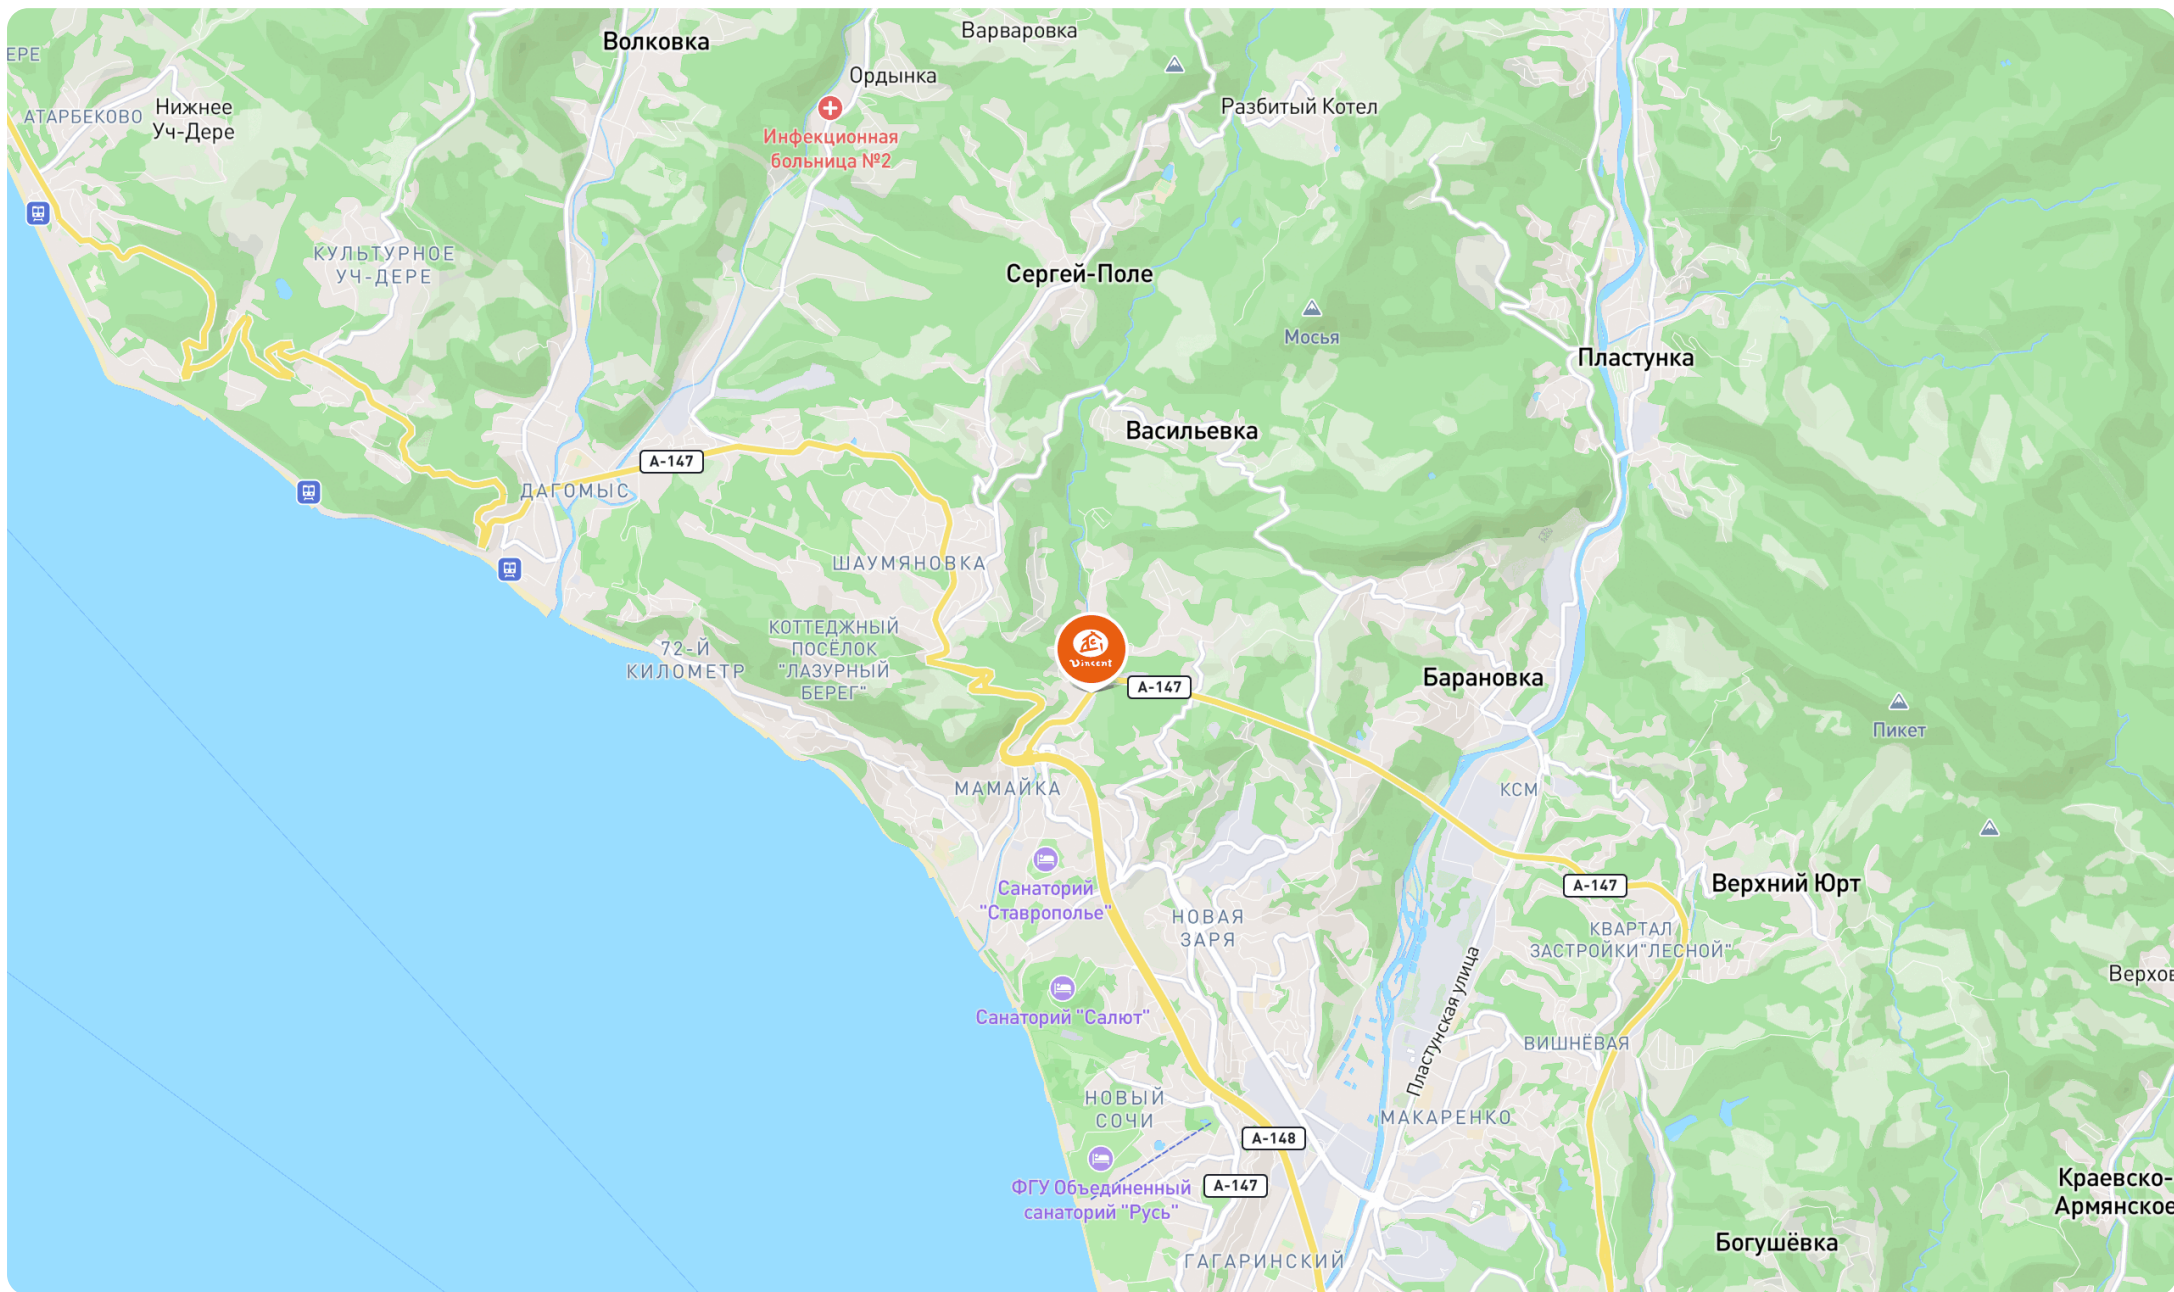 Волковка
Варваровка
ЕРЕ
Ордынка
АТАРБЕКОВО
Нижнее
Уч-Дере
Разбитый Котел
Инфекционная
больница №2
КУЛЬТУРНОЕ
УЧ-ДЕРЕ
Сергей-Поле
Мосья
Пластунка
Васильевка
А-147
ДАГОМЫС
ШАУМЯНОВКА
КОТТЕДЖНЫЙ
ПОСЁЛОК
"ЛАЗУРНЫЙ
БЕРЕГ"
72-Й
КИЛОМЕТР
Vincent
А-147
Барановка
Пикет
МАМАЙКА
КСМ
Санаторий
"Ставрополье"
А-147
Верхний Юрт
НОВАЯ
ЗАРЯ
КВАРТАЛ
ЗАСТРОЙКИ"ЛЕСНОЙ"
Верхов
Пластунская улица
Санаторий "Салют"
ВИШНЁВАЯ
НОВЫЙ
СОЧИ
МАКАРЕНКО
А-148
А-147
ФГУ Объединенный
санаторий "Русь"
Краевско-
Армянское
Богушёвка
ГАГАРИНСКИЙ